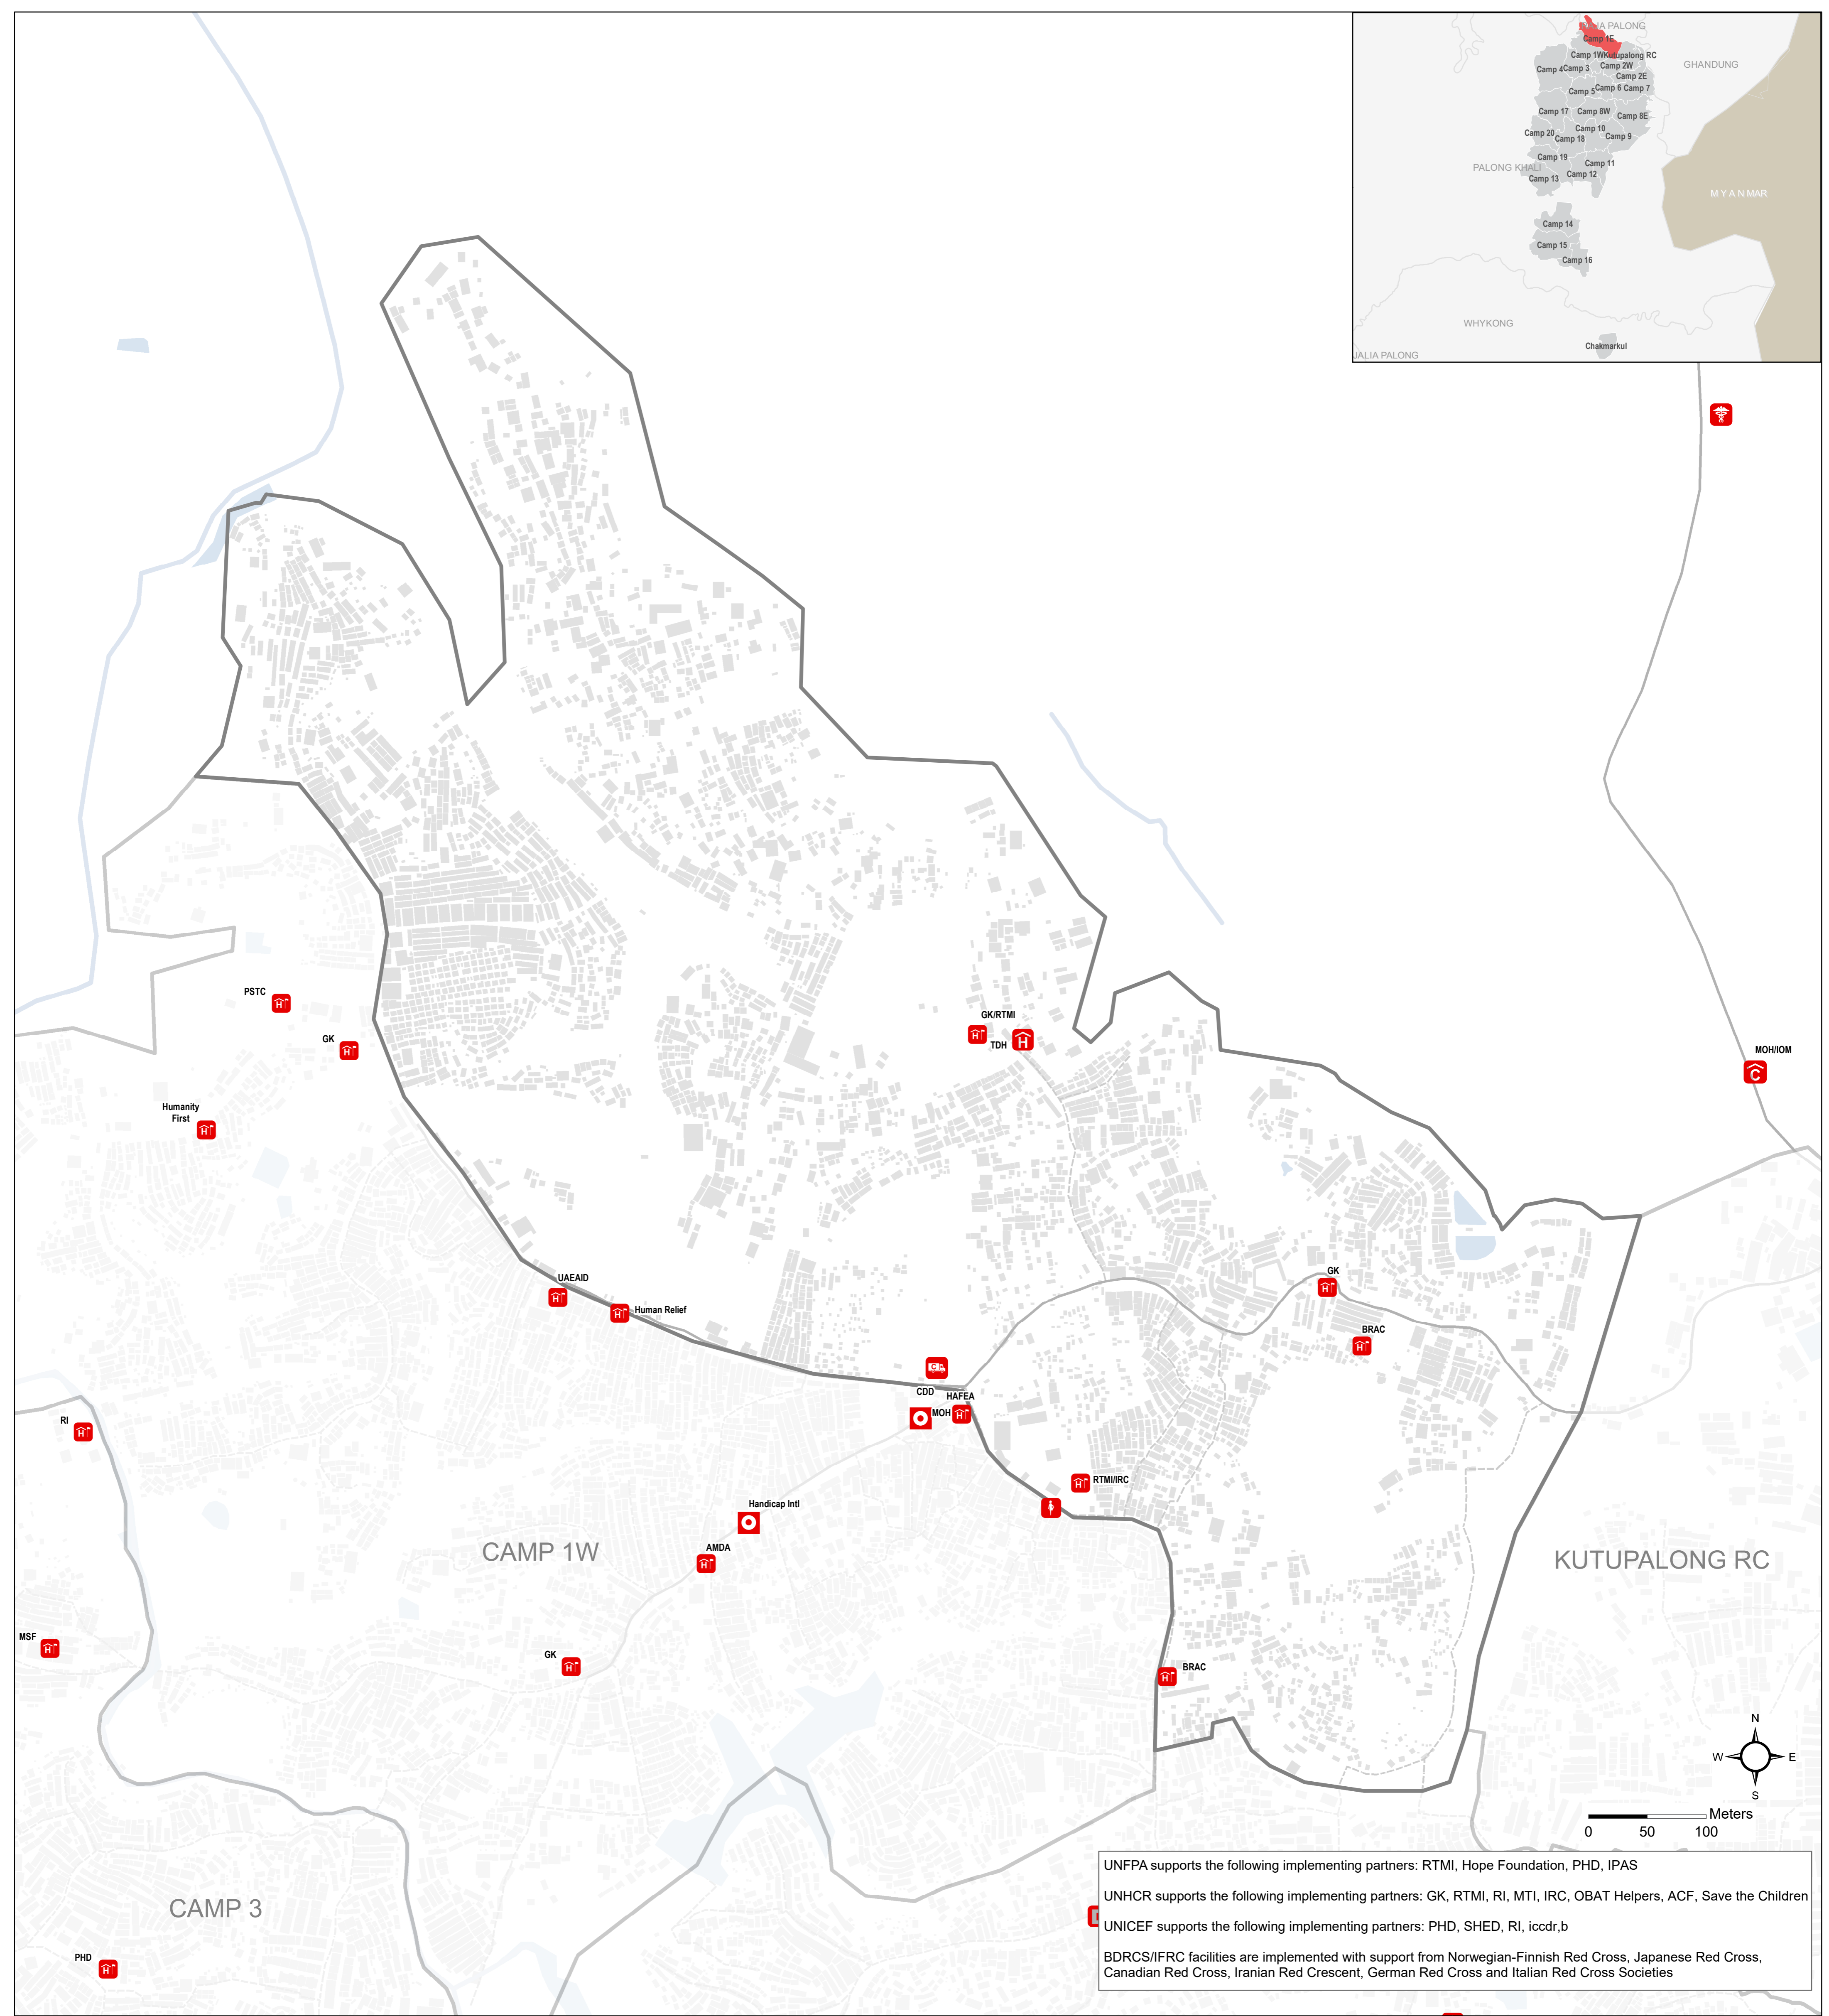 JALIA PALONG
Camp 1E
GHANDUNG
Camp 1W
Kutupalong RC
Camp 4
Camp 3
Camp 2W
Camp 2E
Camp 5
Camp 6
Camp 7
Camp 17
Camp 8W
Camp 8E
Camp 20
Camp 10
Camp 18
Camp 9
Camp 19
Camp 11
PALONG KHALI
Camp 13
Camp 12
MYANMAR
Camp 14
Camp 15
Camp 16
WHYKONG
Chakmarkul
JALIA PALONG
PSTC
GK
GK/RTMI
TDH
MOH/IOM
C
Humanity
First
UAEAID
Human Relief
GK
BRAC
CDD
HAFEA
MOH
RI
RTMI/IRC
Handicap Intl
AMDA
CAMP 1W
KUTUPALONG RC
MSF
GK
BRAC
N
W
E
S
Meters
0 50 100
CAMP 3
PHD
UNFPA supports the following implementing partners: RTMI, Hope Foundation, PHD, IPAS
UNHCR supports the following implementing partners: GK, RTMI, RI, MTI, IRC, OBAT Helpers, ACF, Save the Children
UNICEF supports the following implementing partners: PHD, SHED, RI, iccdr,b
BDRCS/IFRC facilities are implemented with support from Norwegian-Finnish Red Cross, Japanese Red Cross,
Canadian Red Cross, Iranian Red Crescent, German Red Cross and Italian Red Cross Societies